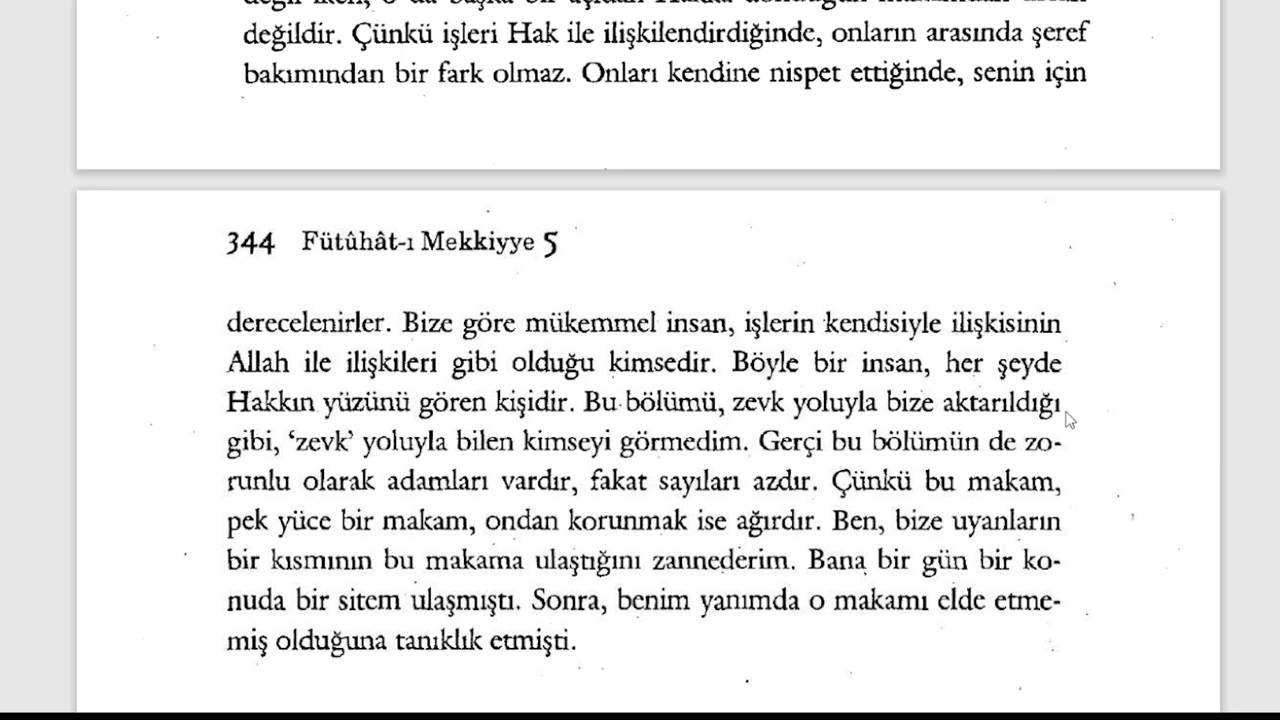 değildir. Çünkü işleri Hak ile ilişkilendirdiğinde, onların arasında şeref
bakımından bir fark olmaz. Onları kendine nispet ettiğinde, senin için
344 Fütûhât-ı Mekkiyye 5
derecelenirler. Bize göre mükemmel insan, işlerin kendisiyle ilişkisinin
Allah ile ilişkileri gibi olduğu kimsedir. Böyle bir insan, her şeyde
Hakkın yüzünü gören kişidir. Bu bölümü, zevk yoluyla bize aktarıldığı
gibi, ‘zevk’ yoluyla bilen kimseyi görmedim. Gerçi bu bölümün de zo-
runlu olarak adamları vardır, fakat sayıları azdır. Çünkü bu makam,
pek yüce bir makam, ondan korunmak ise ağırdır. Ben, bize uyanların
bir kısmının bu makama ulaştığını zannederim. Bana bir gün bir ko-
nuda bir sitem ulaşmıştı. Sonra, benim yanımda o makamı elde etme-
miş olduğuna tanıklık etmişti.